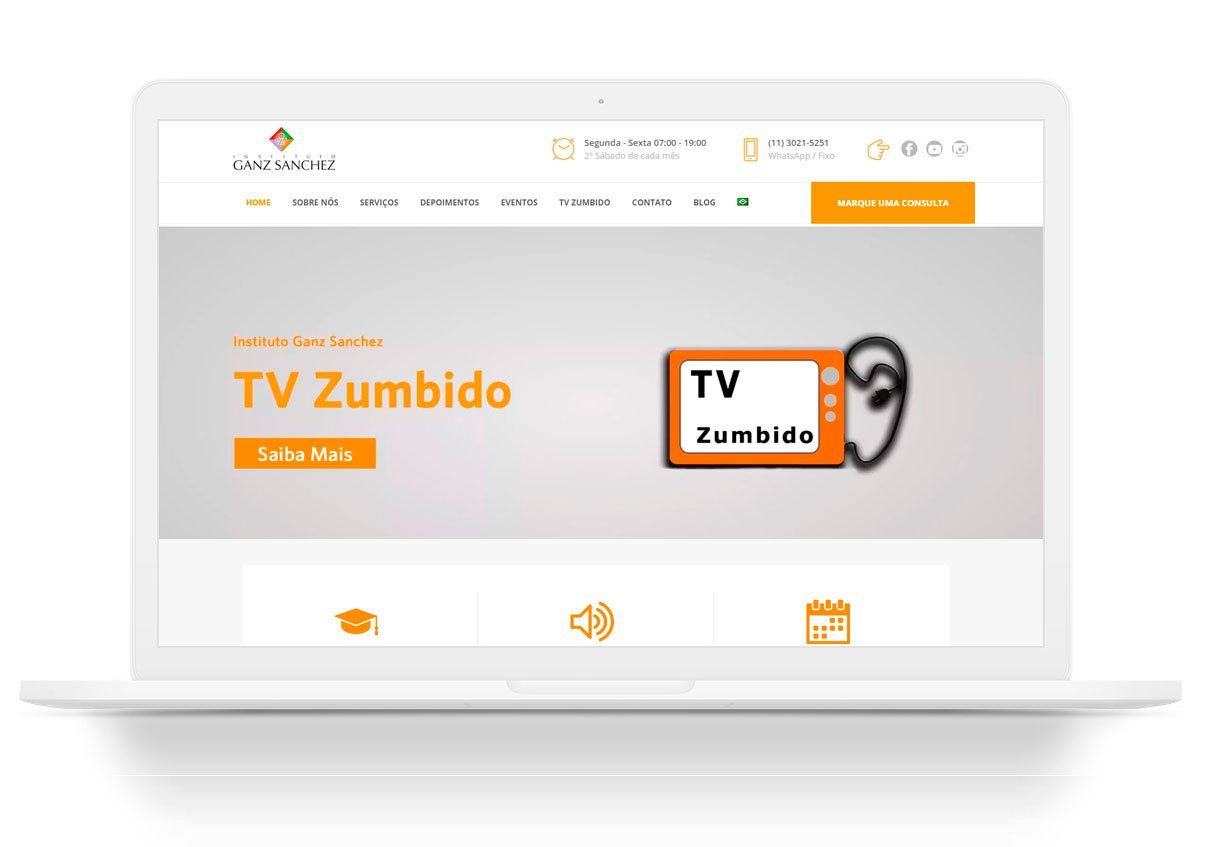 INSTITUTO
GANZ SANCHEZ
Segunda - Sexta 07:00 - 19:00
2º Sábado de cada mês
(11) 3021-5251
WhatsApp / Fixo
HOME SOBRE NÓS SERVIÇOS DEPOIMENTOS EVENTOS TV ZUMBIDO CONTATO BLOG
MARQUE UMA CONSULTA
Instituto Ganz Sanchez
TV Zumbido
Saiba Mais
TV
Zumbido